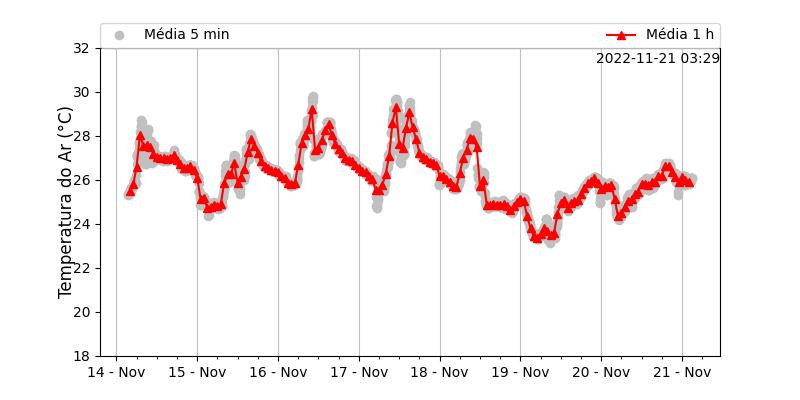 Média 5 min
Média 1 h
2022-11-21 03:29
Temperatura do Ar (°C)
32
30
28
26
24
22
20
18
14 - Nov
15 - Nov
16 - Nov
17 - Nov
18 - Nov
19 - Nov
20 - Nov
21 - Nov